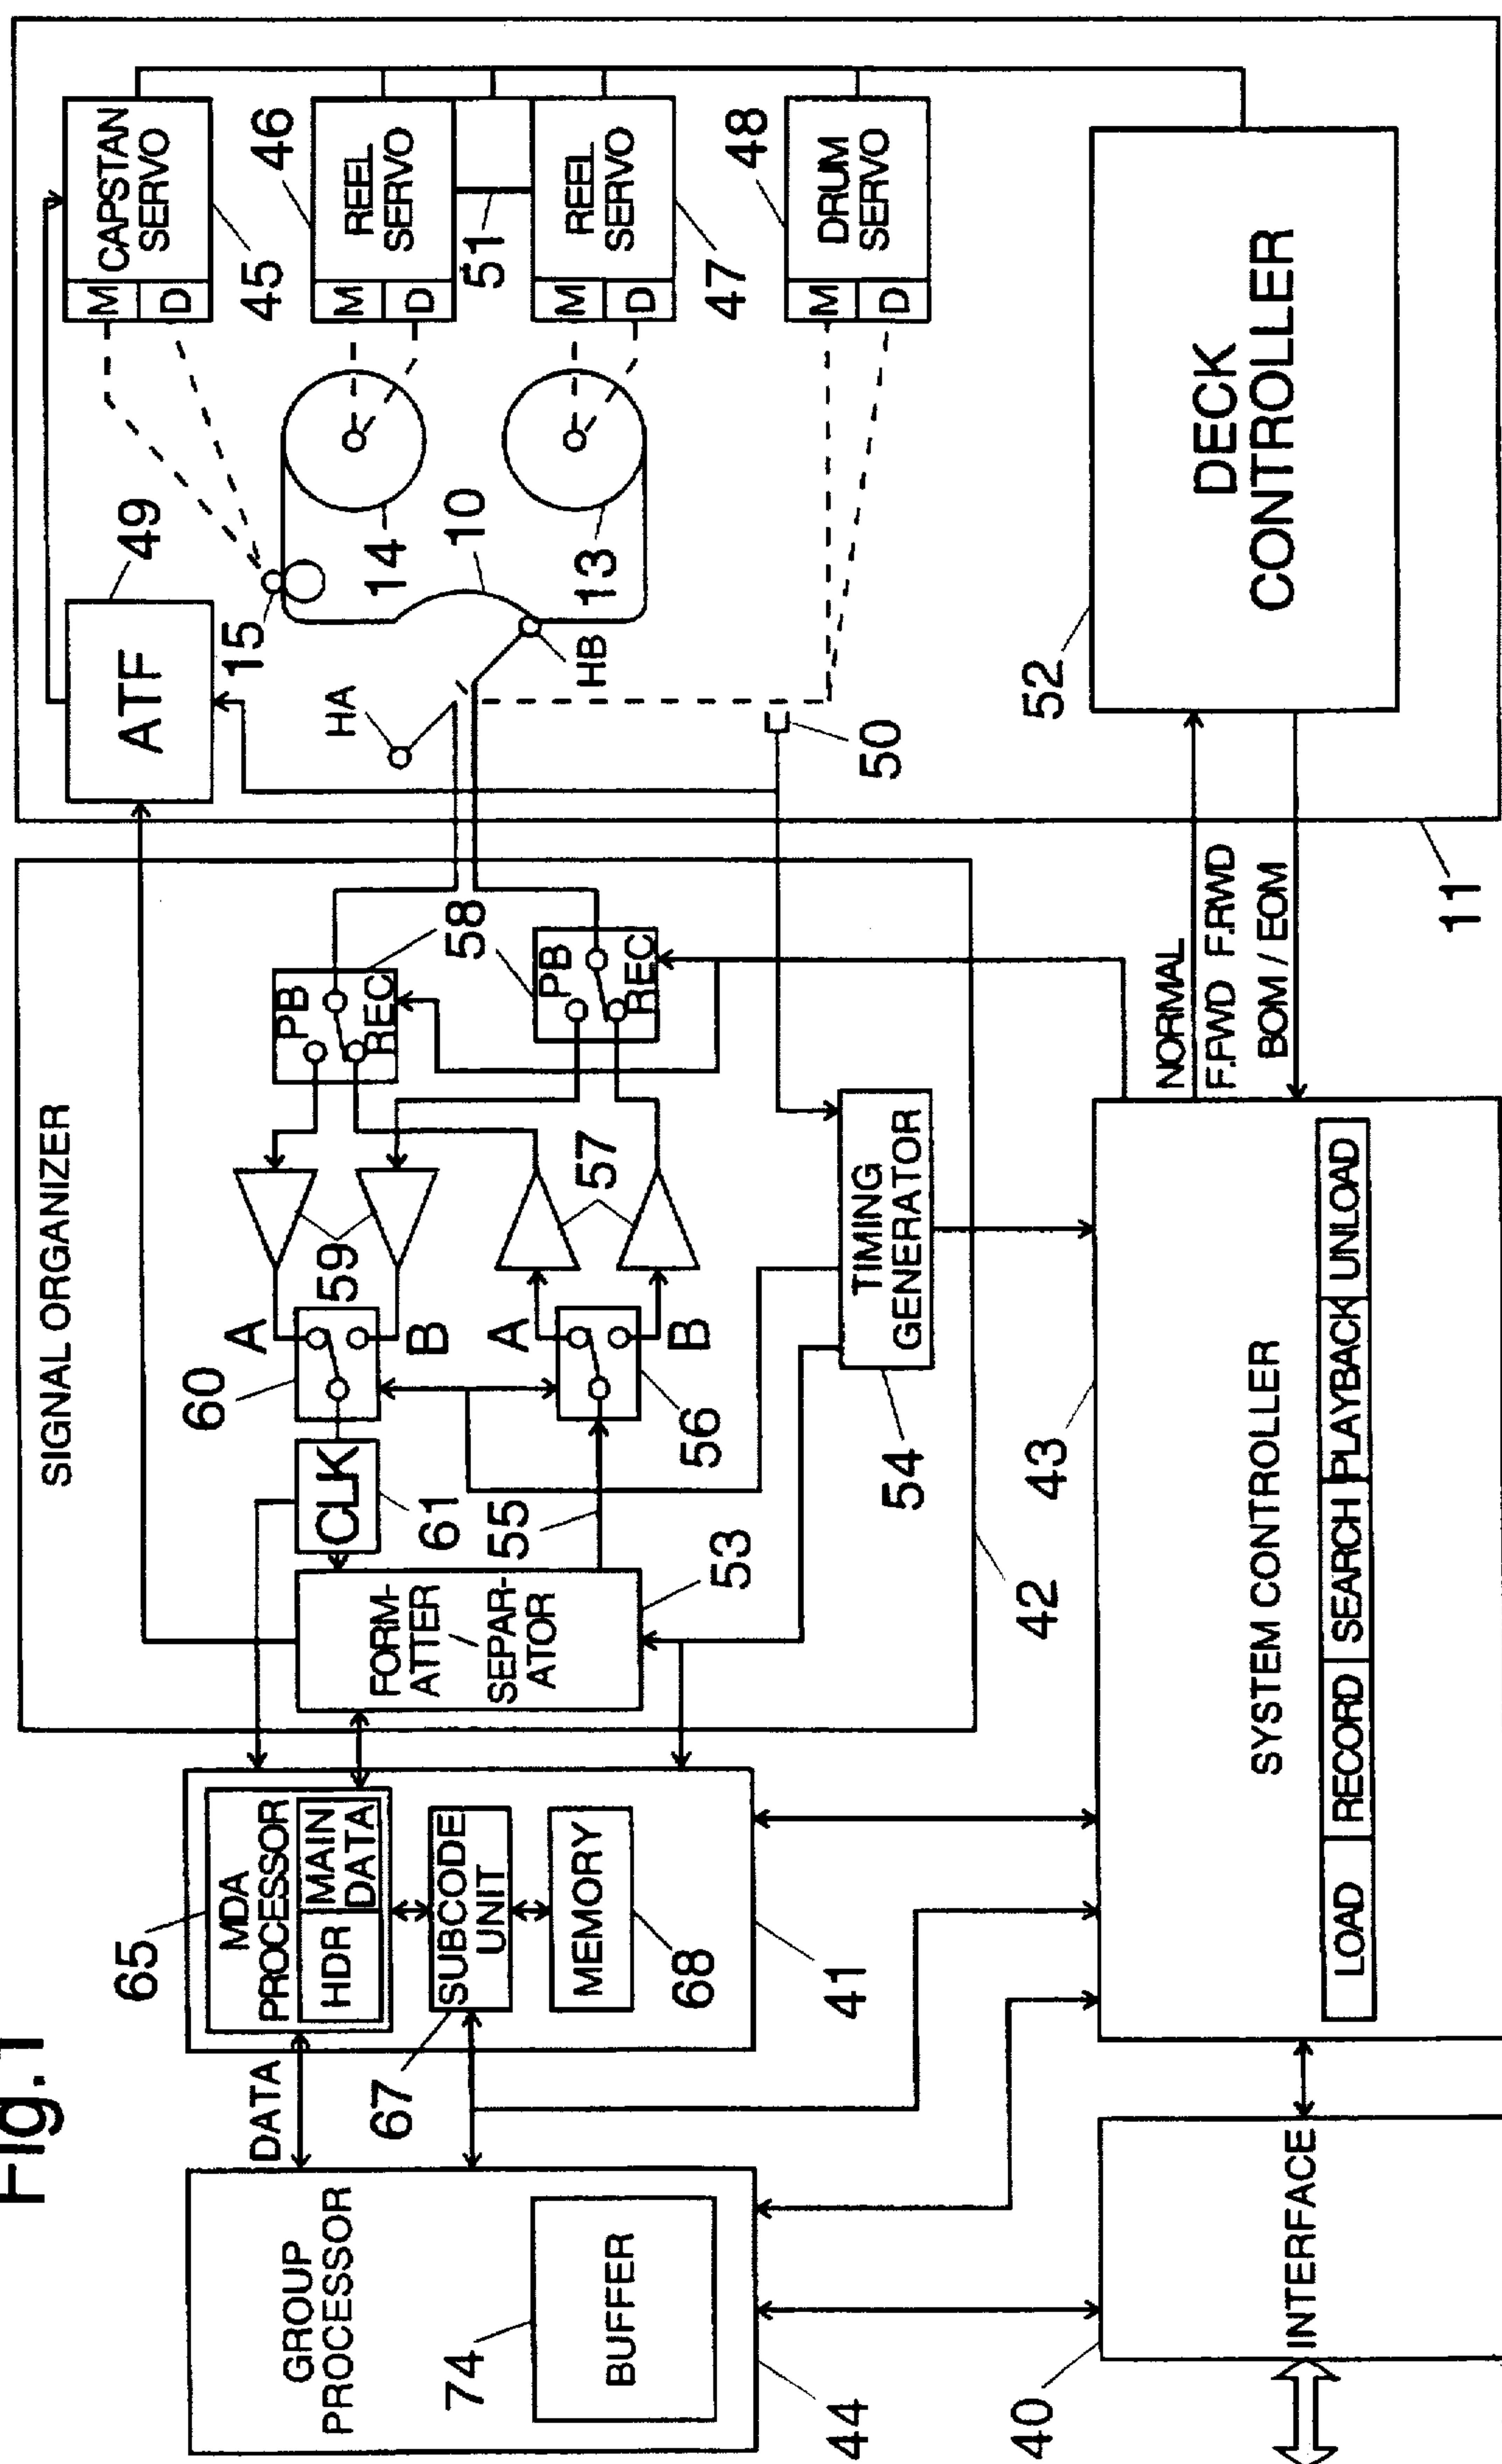 Fig.1
GROUP
PROCESSOR
74
BUFFER
44
DATA
65
MDA
PROCESSOR
HDR
MAIN
DATA
67
SUBCODE
UNIT
MEMORY
68
41
SIGNAL ORGANIZER
FORM-
ATTER
SEPAR-
ATOR
53
55
CLK
61
60
A
B
59
A
B
56
57
PB
REC
58
PB
REC
TIMING
GENERATOR
54
42
ATF
49
15
HA
HB
14
10
13
50
M
D
CAPSTAN
SERVO
45
M
D
REEL
SERVO
46
51
M
D
REEL
SERVO
47
M
D
DRUM
SERVO
48
DECK
CONTROLLER
52
11
NORMAL
F.FWD F.RWD
BOM / EOM
40
INTERFACE
43
SYSTEM CONTROLLER
LOAD RECORD SEARCH PLAYBACK UNLOAD